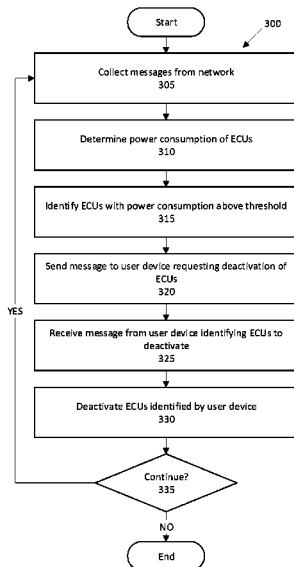 Start
300
Collect messages from network
305
Determine power consumption of ECUs
310
Identify ECUs with power consumption above threshold
315
Send message to user device requesting deactivation of
ECUs
320
YES
Receive message from user device identifying ECUs to
deactivate
325
Deactivate ECUs identified by user device
330
Continue?
335
NO
End